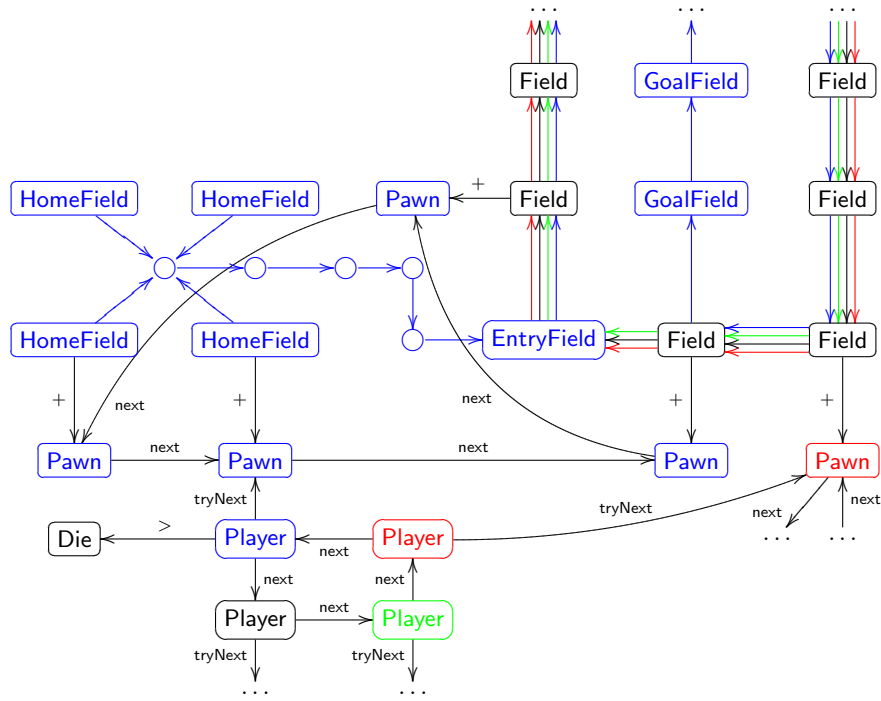 ... ... ...
Field GoalField Field
HomeField HomeField Pawn + Field GoalField Field
HomeField HomeField EntryField Field Field
+ next + next + +
Pawn next Pawn next Pawn Pawn
tryNext tryNext next next
Die > Player next Player ... ...
next next
Player next Player
tryNext tryNext
... ...